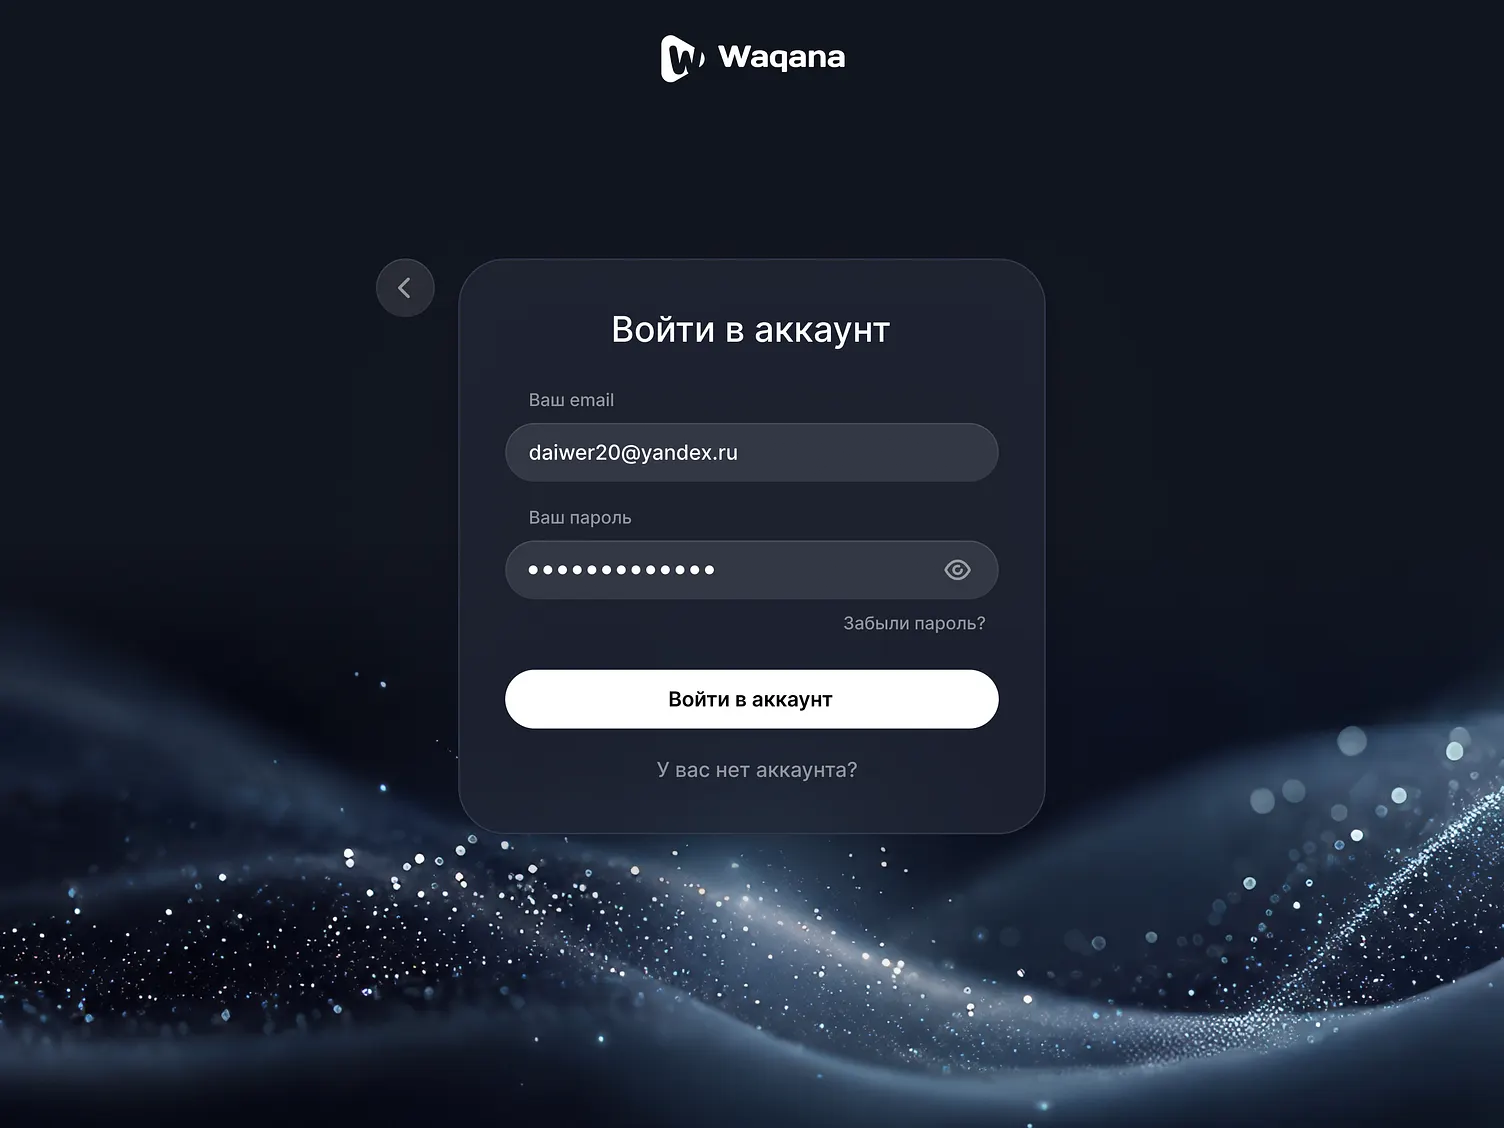 Waqana
Войти в аккаунт
Ваш email
daiwer20@yandex.ru
Ваш пароль
•••••••••••••
Забыли пароль?
Войти в аккаунт
У вас нет аккаунта?